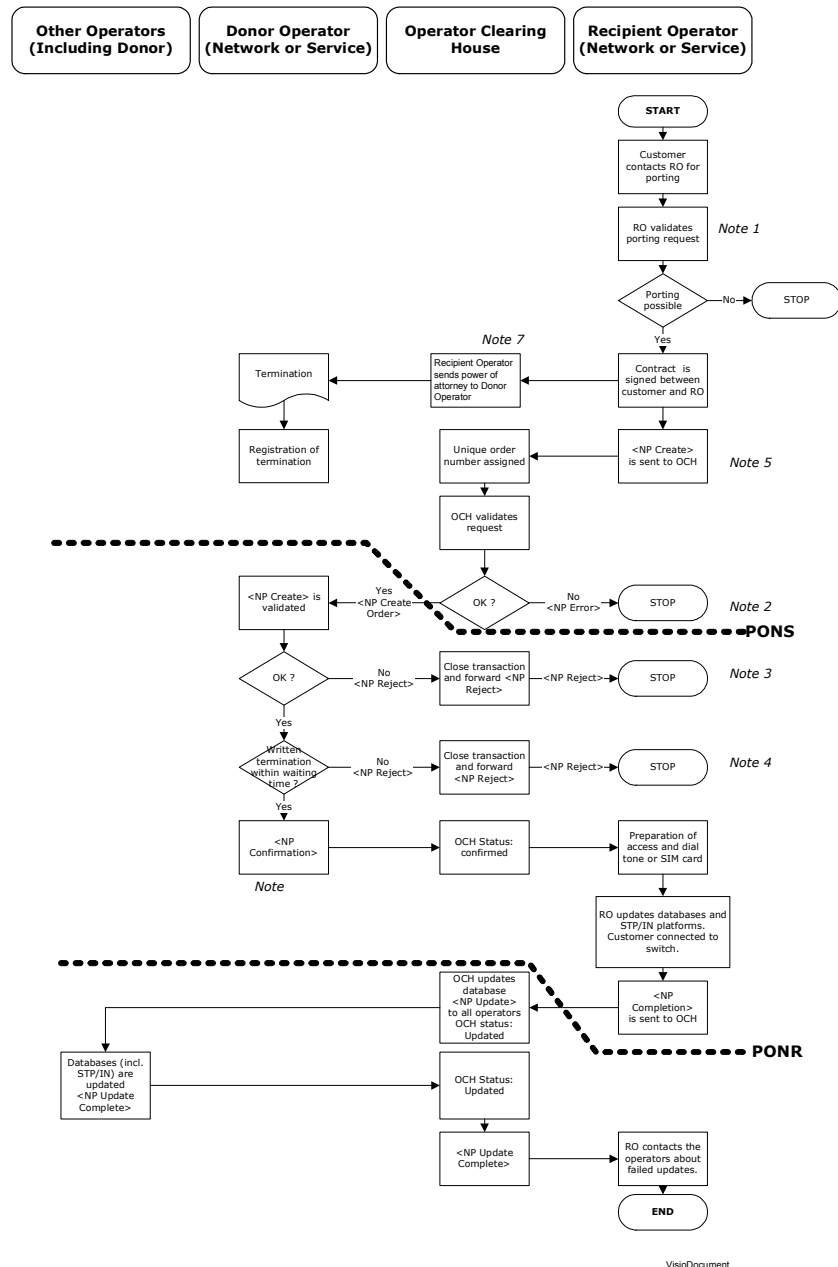 Other Operators
(Including Donor)
Donor Operator
(Network or Service)
Operator Clearing
House
Recipient Operator
(Network or Service)
START
Customer
contacts RO for
porting
RO validates
porting request
Note 1
Porting
possible
No
STOP
Yes
Note 7
Termination
Recipient Operator
sends power of
attorney to Donor
Operator
Contract is
signed between
customer and RO
Registration of
termination
Unique order
number assigned
<NP Create>
is sent to OCH
Note 5
OCH validates
request
<NP Create> is
validated
Yes
<NP Create
Order>
OK ?
No
<NP Error>
STOP
Note 2
PONS
OK ?
No
<NP Reject>
Close transaction
and forward <NP
Reject>
<NP Reject>
STOP
Note 3
Yes
Written
termination
within waiting
time ?
No
<NP Reject>
Close transaction
and forward
<NP Reject>
<NP Reject>
STOP
Note 4
Yes
<NP
Confirmation>
OCH Status:
confirmed
Preparation of
access and dial
tone or SIM card
Note
RO updates databases and
STP/IN platforms.
Customer connected to
switch.
OCH updates
database
<NP Update>
to all operators
OCH status:
Updated
<NP
Completion>
is sent to OCH
PONR
Databases (incl.
STP/IN) are
updated
<NP Update
Complete>
OCH Status:
Updated
<NP Update
Complete>
RO contacts the
operators about
failed updates.
END
VisioDocument